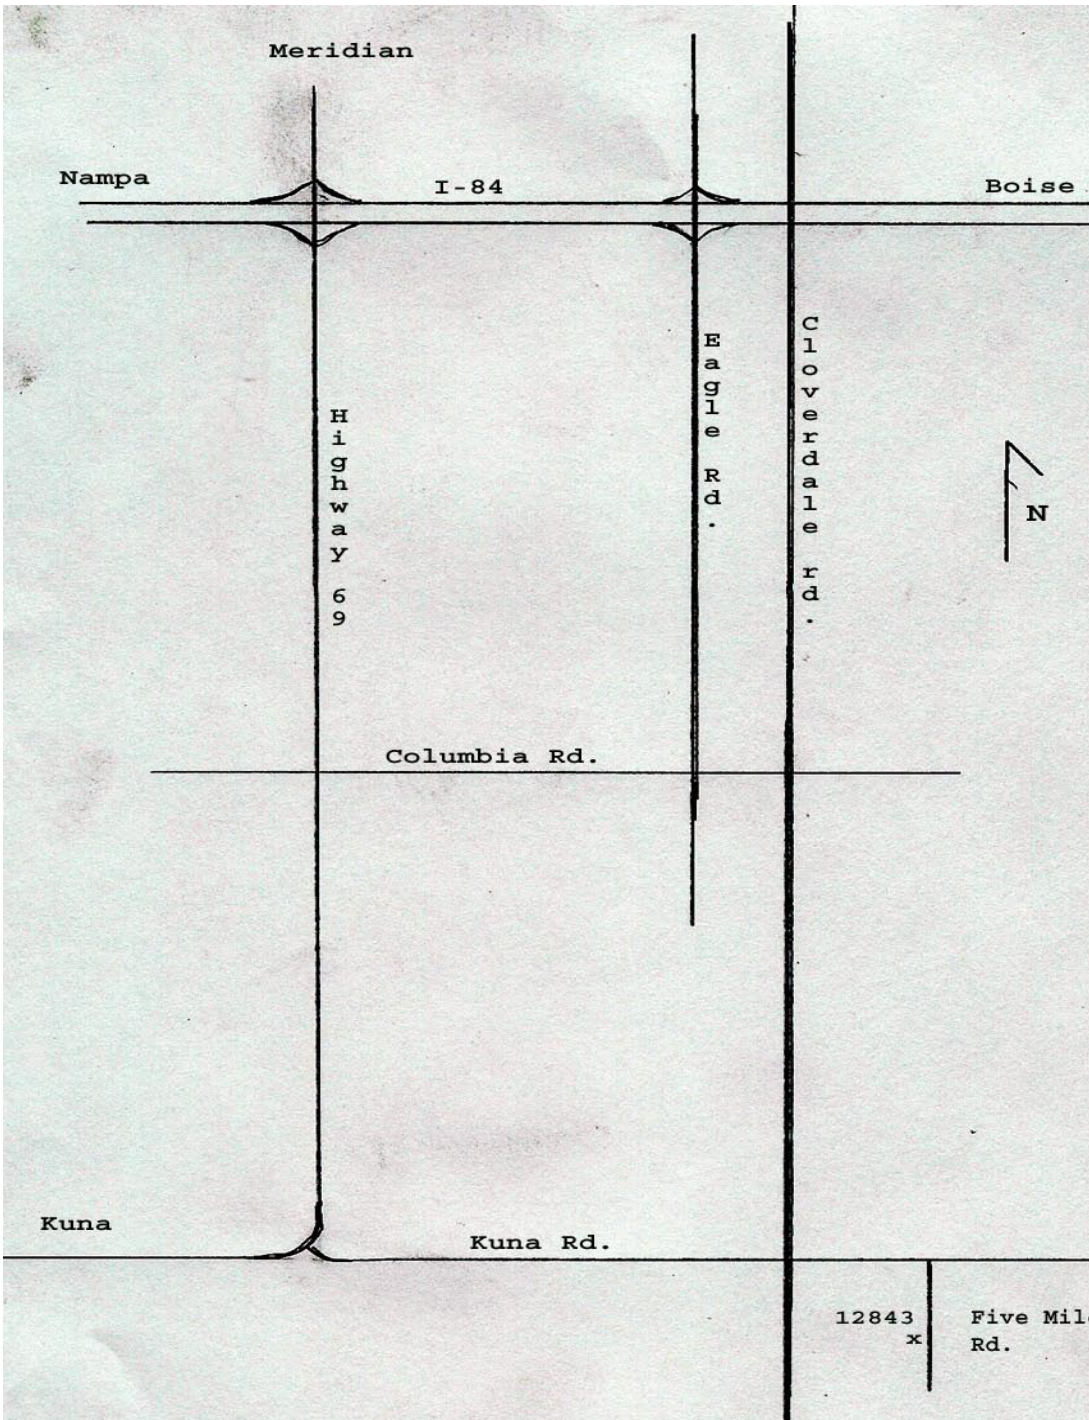 Meridian
Nampa
I-84
Boise
Eagle Rd.
Cloverdale rd.
Highway 69
N
Columbia Rd.
Kuna
Kuna Rd.
12843
x
Five Mil
Rd.